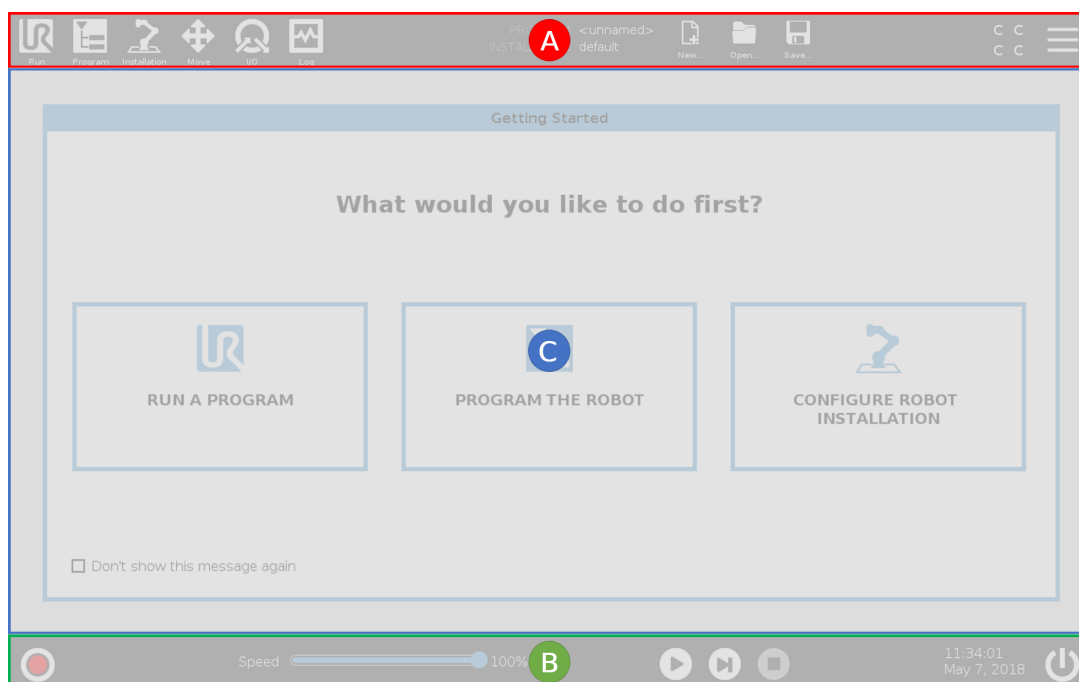 PR A <unnamed>
INSTAL default
Run Program Installation Move I/O Log
New... Open... Save...
C C
C C
Getting Started
What would you like to do first?
C
RUN A PROGRAM
PROGRAM THE ROBOT
CONFIGURE ROBOT
INSTALLATION
Don't show this message again
Speed 100% B
11:34:01
May 7, 2018